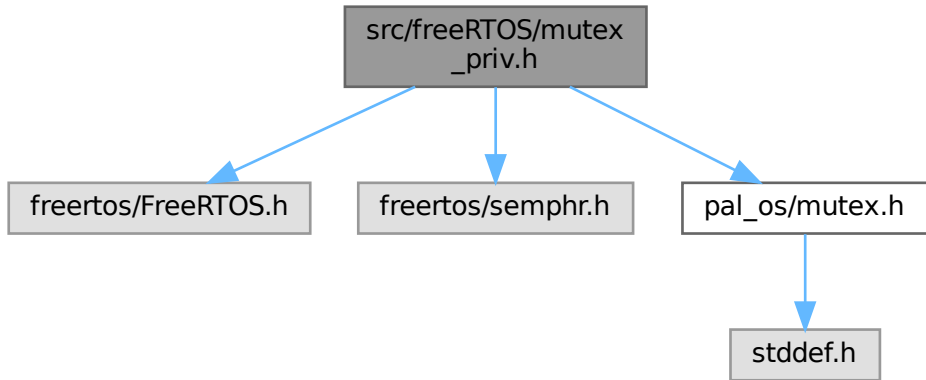 src/freeRTOS/mutex
_priv.h
freertos/FreeRTOS.h
freertos/semphr.h
pal_os/mutex.h
stddef.h